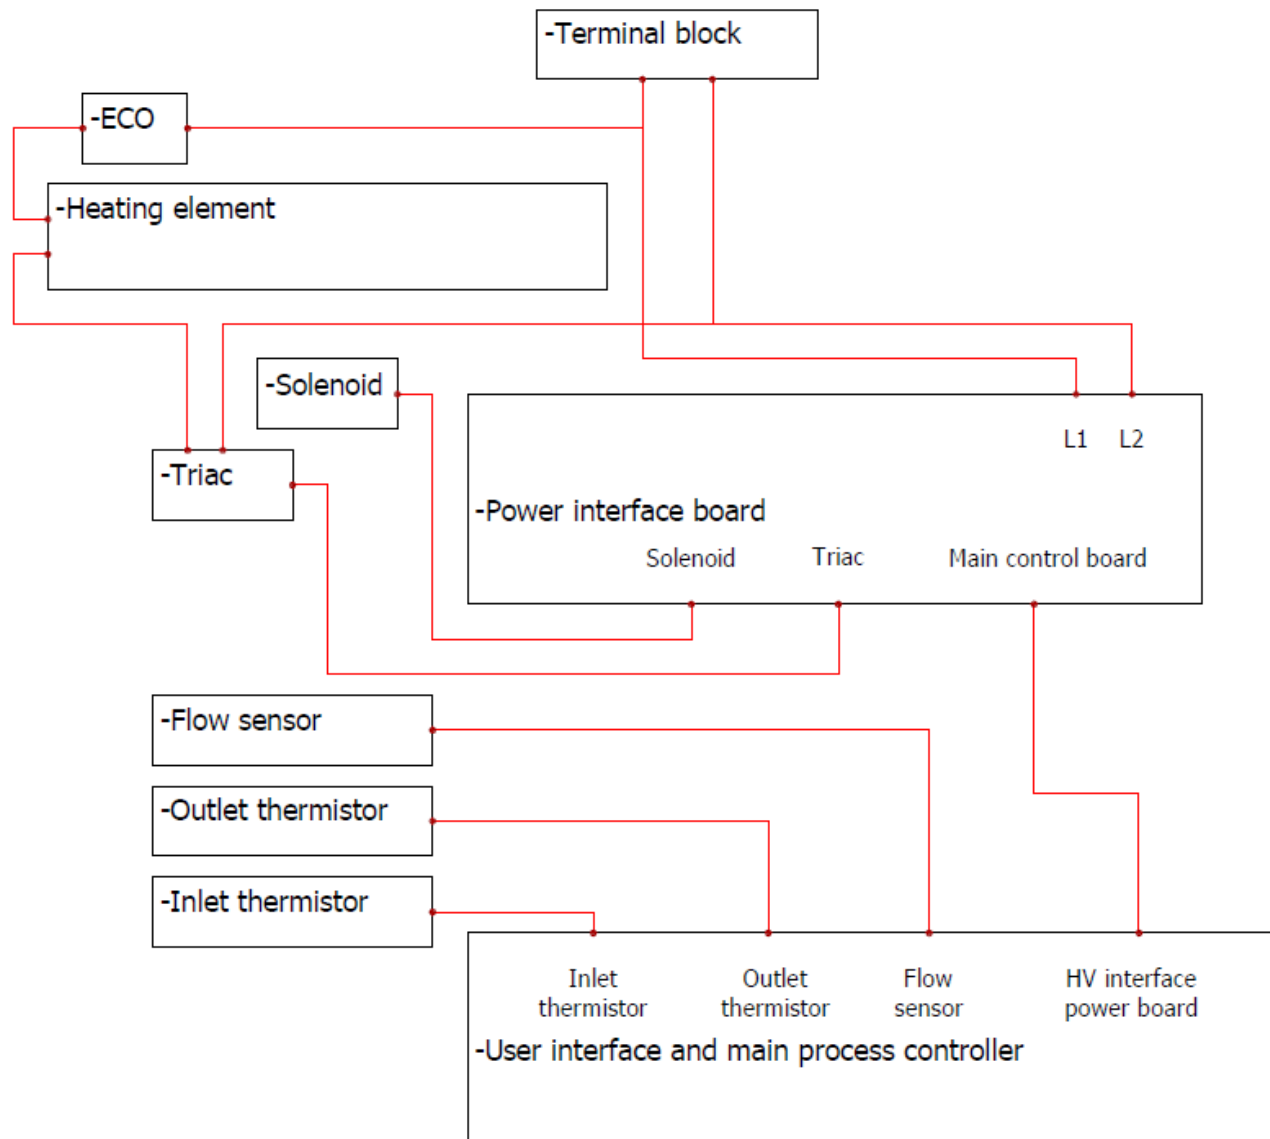 -Terminal block
-ECO
-Heating element
-Solenoid
L1 L2
-Triac
-Power interface board
Solenoid Triac Main control board
-Flow sensor
-Outlet thermistor
-Inlet thermistor
Inlet Outlet Flow HV interface
thermistor thermistor sensor power board
-User interface and main process controller